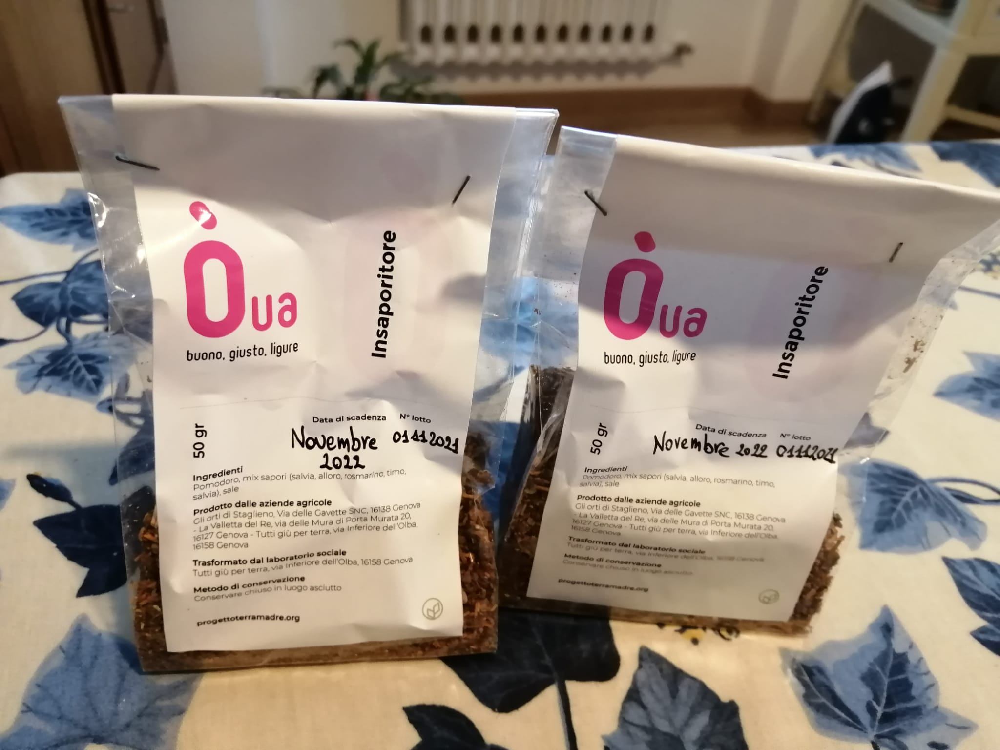 Òua
buono, giusto, ligure
Insaporitore
50 gr
Data di scadenza N° lotto
Novembre 01112021
2022
Ingredienti
Pomodoro, mix sapori (salvia, alloro, rosmarino, timo,
salvia), sale
Prodotto dalle aziende agricole
Gli orti di Staglieno, Via delle Gavette SNC, 16138 Genova
- La Valletta del Re, via delle Mura di Porta Murata 20,
16127 Genova - Tutti giù per terra, via Inferiore dell'Olba,
16158 Genova
Trasformato dal laboratorio sociale
Tutti giù per terra, via Inferiore dell'Olba, 16158 Genova
Metodo di conservazione
Conservare chiuso in luogo asciutto
progettoterramadre.org
Òua
buono, giusto, ligure
Insaporitore
50 gr
Data di scadenza N° lotto
Novembre 2022 01112021
Ingredienti
Pomodoro, mix sapori (salvia, alloro, rosmarino, timo,
salvia), sale
Prodotto dalle aziende agricole
Gli orti di Staglieno, Via delle Gavette SNC, 16138 Genova
- La Valletta del Re, via delle Mura di Porta Murata 20,
16127 Genova - Tutti giù per terra, via Inferiore dell'Olba,
16158 Genova
Trasformato dal laboratorio sociale
Tutti giù per terra, via Inferiore dell'Olba, 16158 Genova
Metodo di conservazione
Conservare chiuso in luogo asciutto
progettoterramadre.org